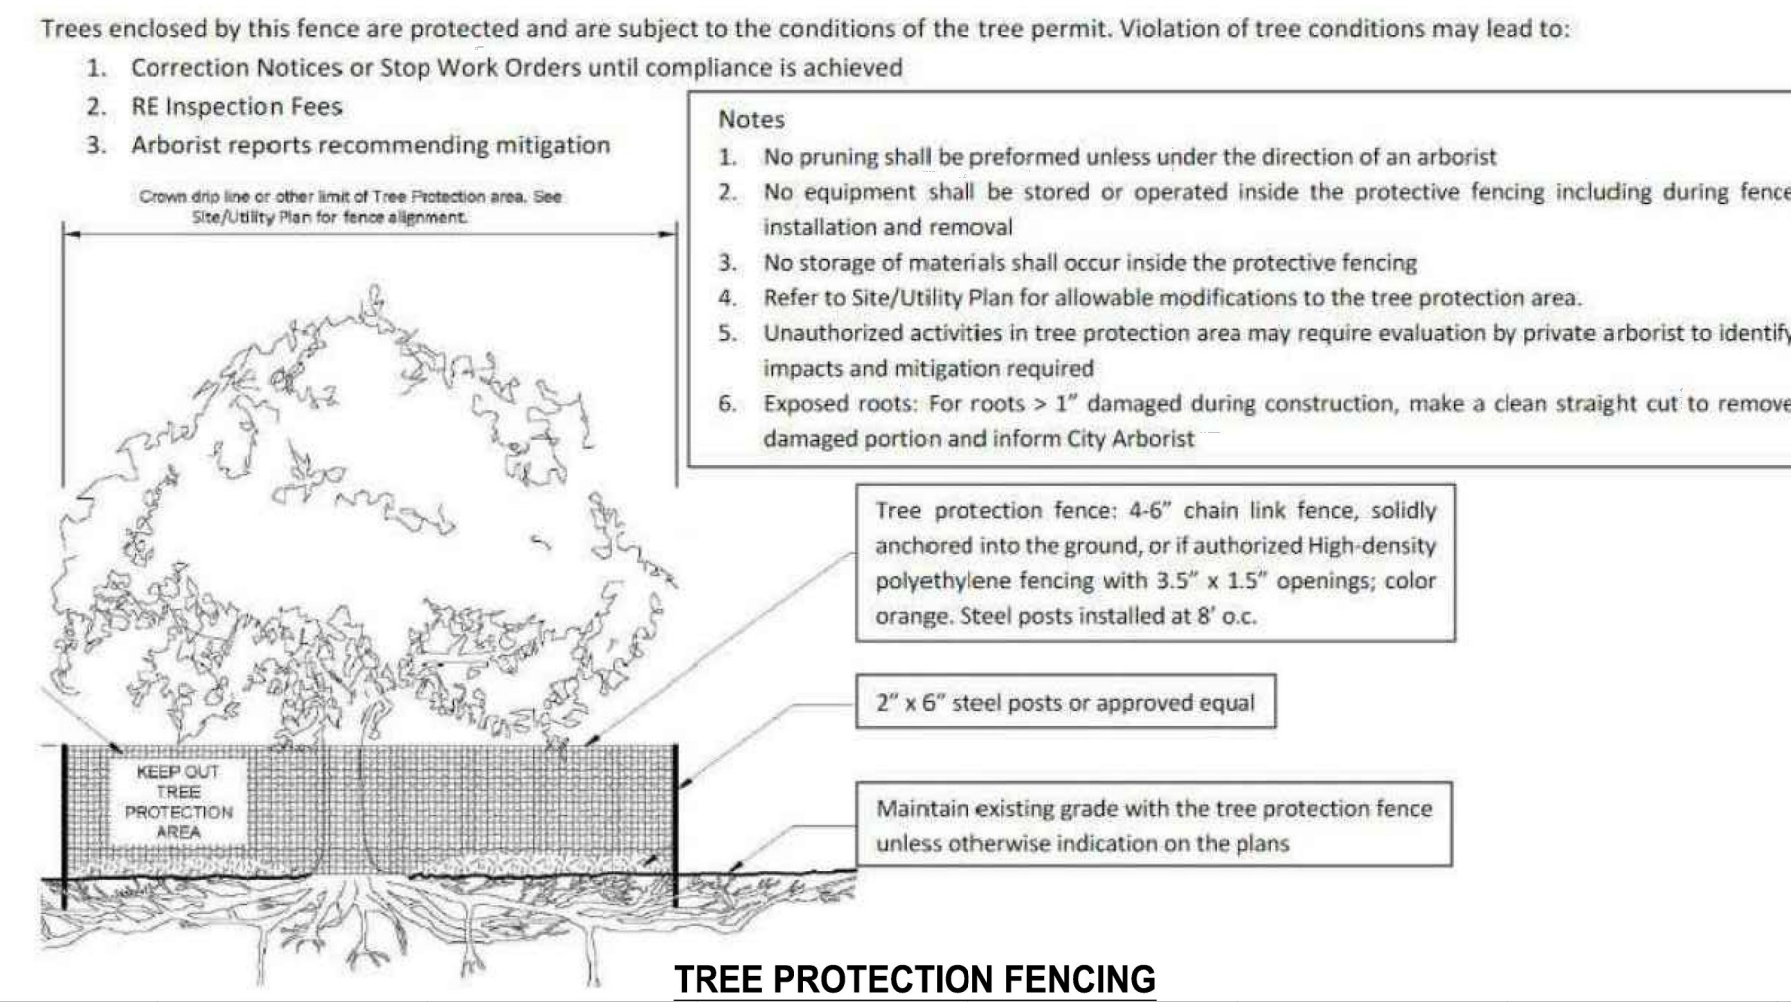 Trees enclosed by this fence are protected and are subject to the conditions of the tree permit. Violation of tree conditions may lead to:
1. Correction Notices or Stop Work Orders until compliance is achieved
2. RE Inspection Fees
3. Arborist reports recommending mitigation
Crown drip line or other limit of Tree Protection area. See
Site/Utility Plan for fence alignment.
Notes
1. No pruning shall be preformed unless under the direction of an arborist
2. No equipment shall be stored or operated inside the protective fencing including during fence
installation and removal
3. No storage of materials shall occur inside the protective fencing
4. Refer to Site/Utility Plan for allowable modifications to the tree protection area.
5. Unauthorized activities in tree protection area may require evaluation by private arborist to identify
impacts and mitigation required
6. Exposed roots: For roots > 1" damaged during construction, make a clean straight cut to remove
damaged portion and inform City Arborist
Tree protection fence: 4-6" chain link fence, solidly
anchored into the ground, or if authorized High-density
polyethylene fencing with 3.5" x 1.5" openings; color
orange. Steel posts installed at 8' o.c.
2" x 6" steel posts or approved equal
KEEP OUT
TREE
PROTECTION
AREA
Maintain existing grade with the tree protection fence
unless otherwise indication on the plans
TREE PROTECTION FENCING